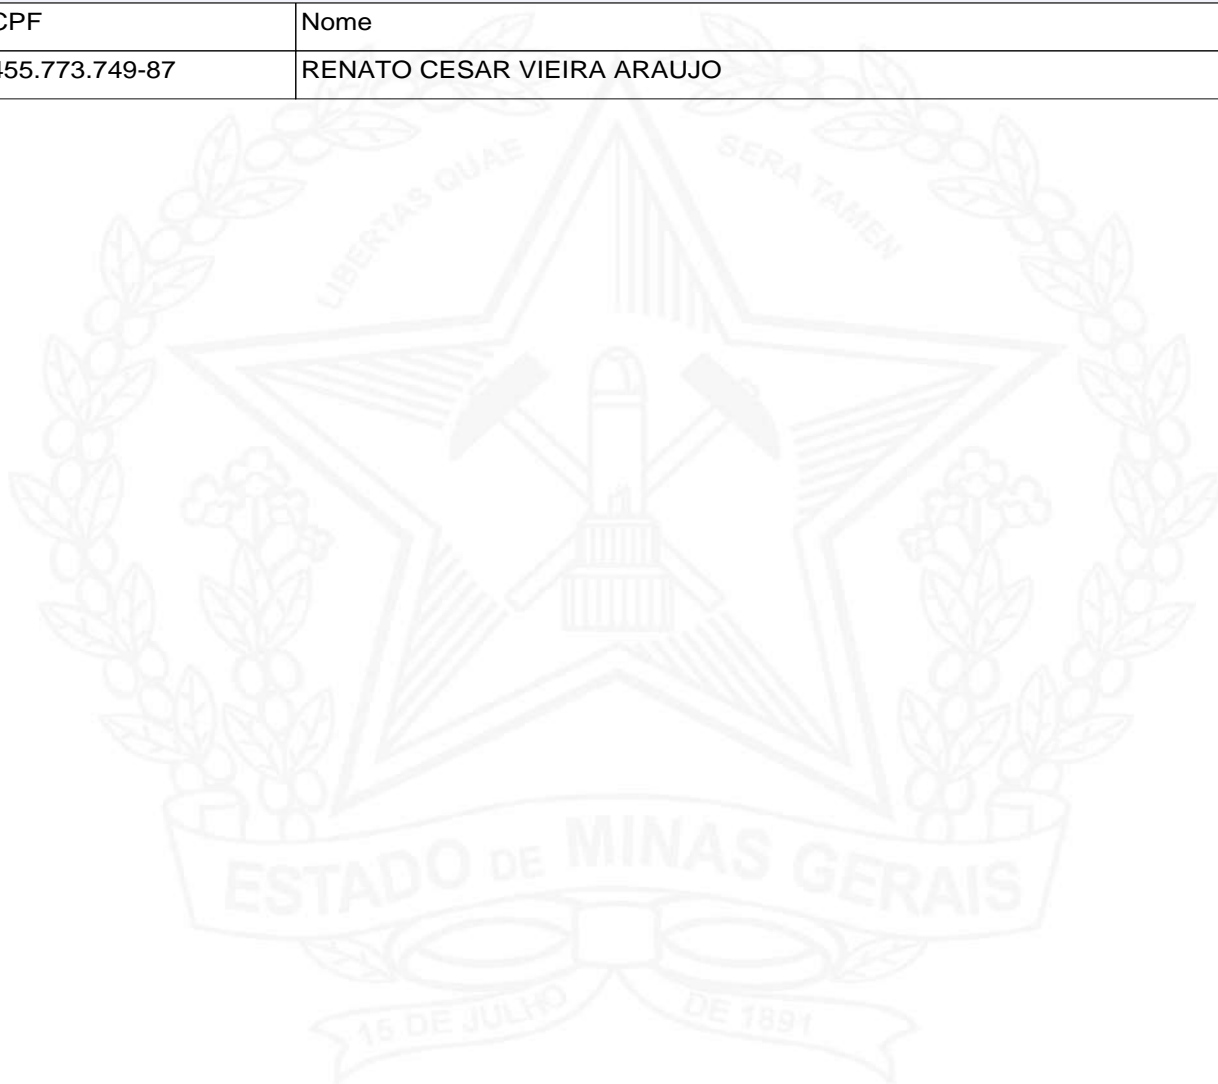 CPF Nome
455.773.749-87 RENATO CESAR VIEIRA ARAUJO
LIBERTAS QUAE SERA TAMEN
ESTADO DE MINAS GERAIS
15 DE JULHO DE 1891